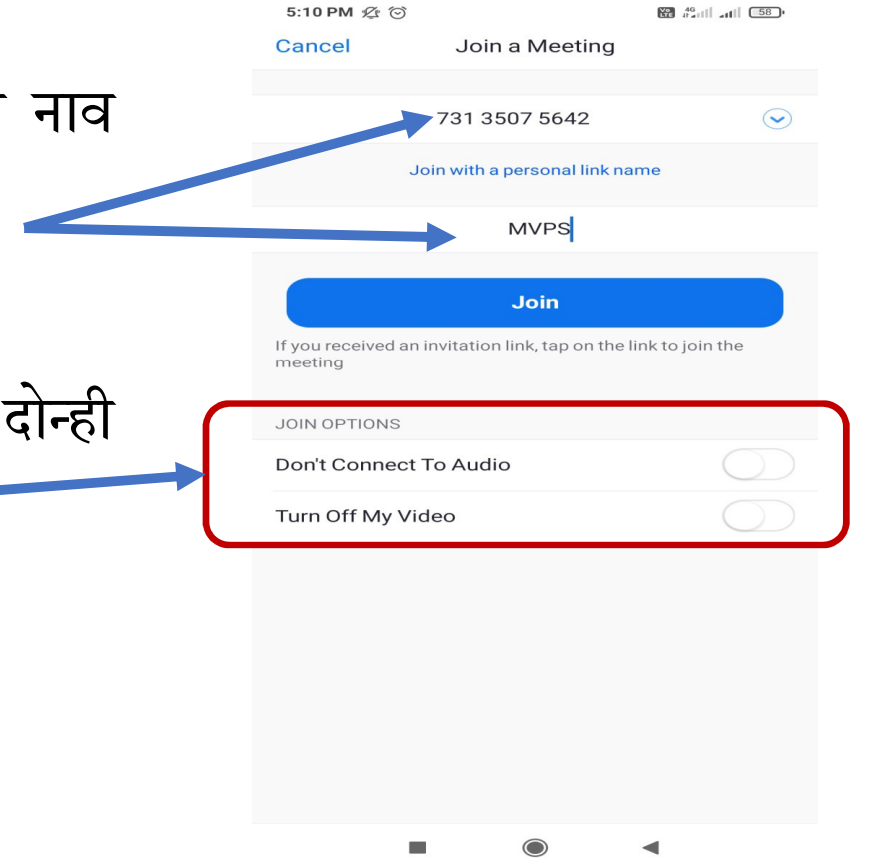 5:10 PM
VoLTE 4G 58
Cancel Join a Meeting
नाव
731 3507 5642
Join with a personal link name
MVPS
Join
If you received an invitation link, tap on the link to join the
meeting
दोन्ही
JOIN OPTIONS
Don't Connect To Audio
Turn Off My Video